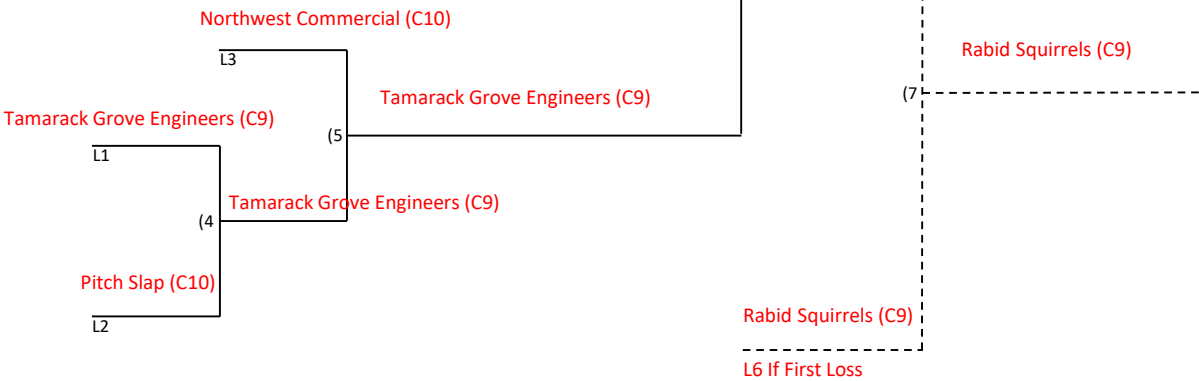 Northwest Commercial (C10)
L3
Rabid Squirrels (C9)
(7
Tamarack Grove Engineers (C9)
Tamarack Grove Engineers (C9)
(5
L1
Tamarack Grove Engineers (C9)
(4
Pitch Slap (C10)
L2
Rabid Squirrels (C9)
L6 If First Loss